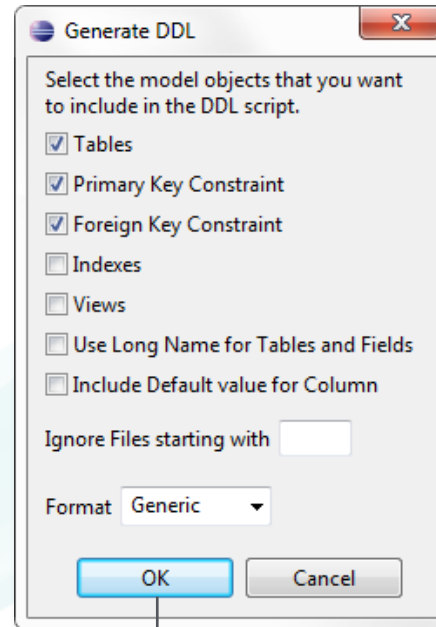 Generate DDL
Select the model objects that you want
to include in the DDL script.
Tables
Primary Key Constraint
Foreign Key Constraint
Indexes
Views
Use Long Name for Tables and Fields
Include Default value for Column
Ignore Files starting with
Format Generic
OK Cancel